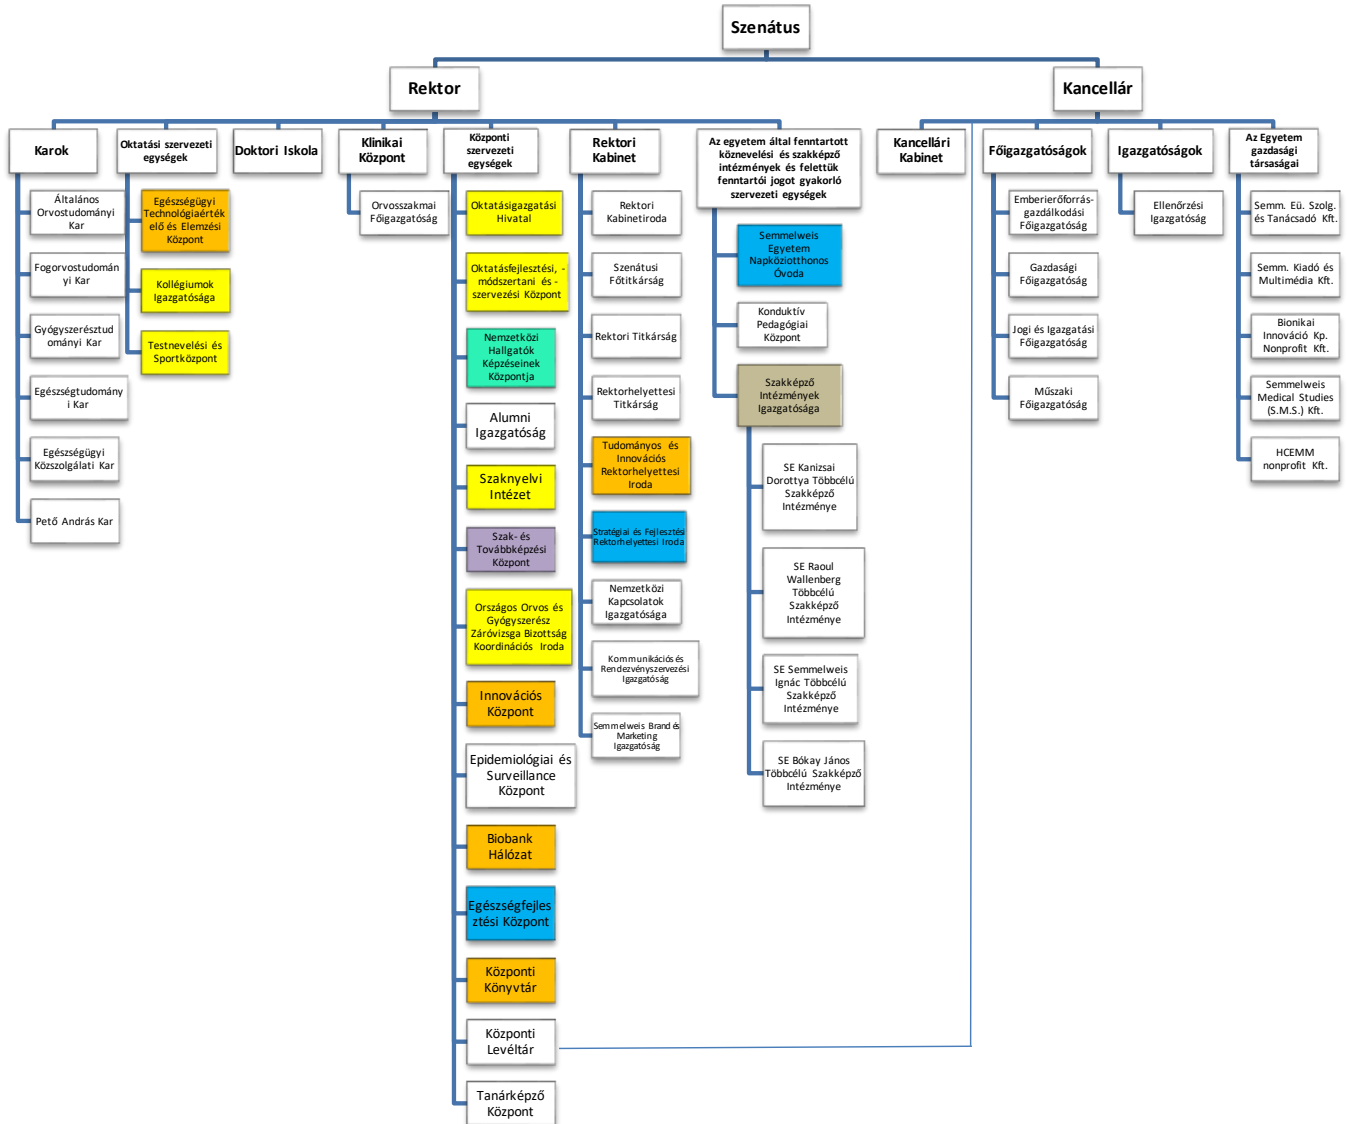 Szenátus
Rektor
Kancellár
Karok
Oktatási szervezeti
egységek
Doktori Iskola
Klinikai
Központ
Központi
szervezeti
egységek
Rektori
Kabinet
Az egyetem által fenntartott
köznevelési és szakképző
intézmények és felettük
fenntartói jogot gyakorló
szervezeti egységek
Kancellári
Kabinet
Főigazgatóságok
Igazgatóságok
Az Egyetem
gazdasági
társaságai
Általános
Orvostudományi
Kar
Fogorvostudomán
yi Kar
Gyógyszerésztud
ományi Kar
Egészségtudomány
i Kar
Egészségügyi
Közszolgálati Kar
Pető András Kar
Egészségügyi
Technológiaérték
elő és Elemzési
Központ
Kollégiumok
Igazgatósága
Testnevelési és
Sportközpont
Orvosszakmai
Főigazgatóság
Oktatásigazgatási
Hivatal
Oktatásfejlesztési, -
módszertani és -
szervezési Központ
Nemzetközi
Hallgatók
Képzéseinek
Központja
Alumni
Igazgatóság
Szaknyelvi
Intézet
Szak- és
Továbbképzési
Központ
Országos Orvos és
Gyógyszerész
Záróvizsga Bizottság
Koordinációs Iroda
Innovációs
Központ
Epidemiológiai és
Surveillance
Központ
Biobank
Hálózat
Egészségfejles
ztési Központ
Központi
Könyvtár
Központi
Levéltár
Tanárképző
Központ
Rektori
Kabinetiroda
Szenátusi
Főtitkárság
Rektori Titkárság
Rektorhelyettesi
Titkárság
Tudományos és
Innovációs
Rektorhelyettesi
Iroda
Stratégiai és Fejlesztési
Rektorhelyettesi Iroda
Nemzetközi
Kapcsolatok
Igazgatósága
Kommunikációs és
Rendezvényszervezési
Igazgatóság
Semmelweis Brand és
Marketing
Igazgatóság
Semmelweis
Egyetem
Napköziotthonos
Óvoda
Konduktív
Pedagógiai
Központ
Szakképző
Intézmények
Igazgatósága
SE Kanizsai
Dorottya Többcélú
Szakképző
Intézménye
SE Raoul
Wallenberg
Többcélú
Szakképző
Intézménye
SE Semmelweis
Ignác Többcélú
Szakképző
Intézménye
SE Bókay János
Többcélú Szakképző
Intézménye
Emberierőforrás-
gazdálkodási
Főigazgatóság
Gazdasági
Főigazgatóság
Jogi és Igazgatási
Főigazgatóság
Műszaki
Főigazgatóság
Ellenőrzési
Igazgatóság
Semm. Eü. Szolg.
és Tanácsadó Kft.
Semm. Kiadó és
Multimédia Kft.
Bionikai
Innováció Kp.
Nonprofit Kft.
Semmelweis
Medical Studies
(S.M.S.) Kft.
HCEMM
nonprofit Kft.